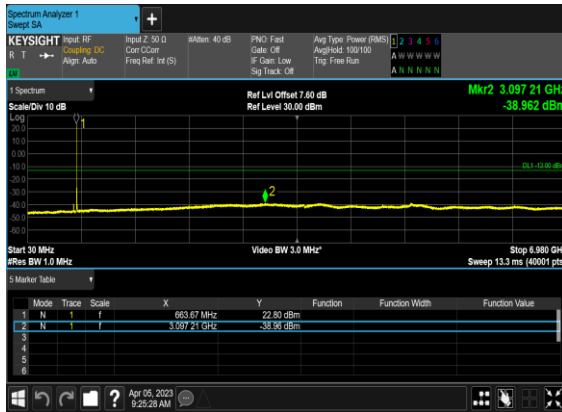 Spectrum Analyzer 1
Swept SA
+
KEYSIGHT Input: RF Input Z: 50 Ω #Atten: 40 dB PNO: Fast Avg Type: Power (RMS) 1 2 3 4 5 6
R T Coupling: DC Corr CCorr Gate: Off Avg|Hold: 100/100 A W W W W W
Align: Auto Freq Ref: Int (S) IF Gain: Low Trig: Free Run
LXI Sig Track: Off A N N N N N
1 Spectrum Ref Lvl Offset 7.60 dB Mkr2 3.097 21 GHz
Scale/Div 10 dB Ref Level 30.00 dBm -38.962 dBm
Log
1
20.0
10.0
0.00
-10.0 DL1 -13.00 dBm
-20.0
-30.0 2
-40.0
-50.0
-60.0
Start 30 MHz Video BW 3.0 MHz* Stop 6.980 GHz
#Res BW 1.0 MHz Sweep 13.3 ms (40001 pts)
5 Marker Table
Mode Trace Scale X Y Function Function Width Function Value
1 N 1 f 663.67 MHz 22.80 dBm
2 N 1 f 3.097 21 GHz -38.96 dBm
3
4
5
6
? Apr 05, 2023
9:25:28 AM